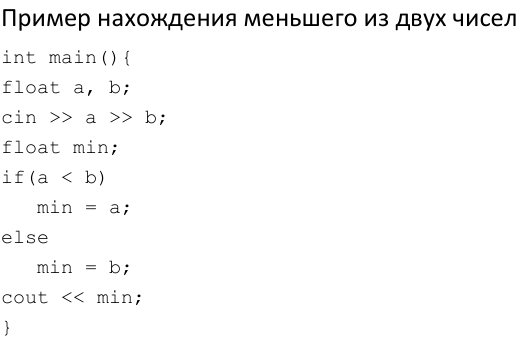 Пример нахождения меньшего из двух чисел
int main(){
float a, b;
cin >> a >> b;
float min;
if(a < b)
   min = a;
else
   min = b;
cout << min;
}